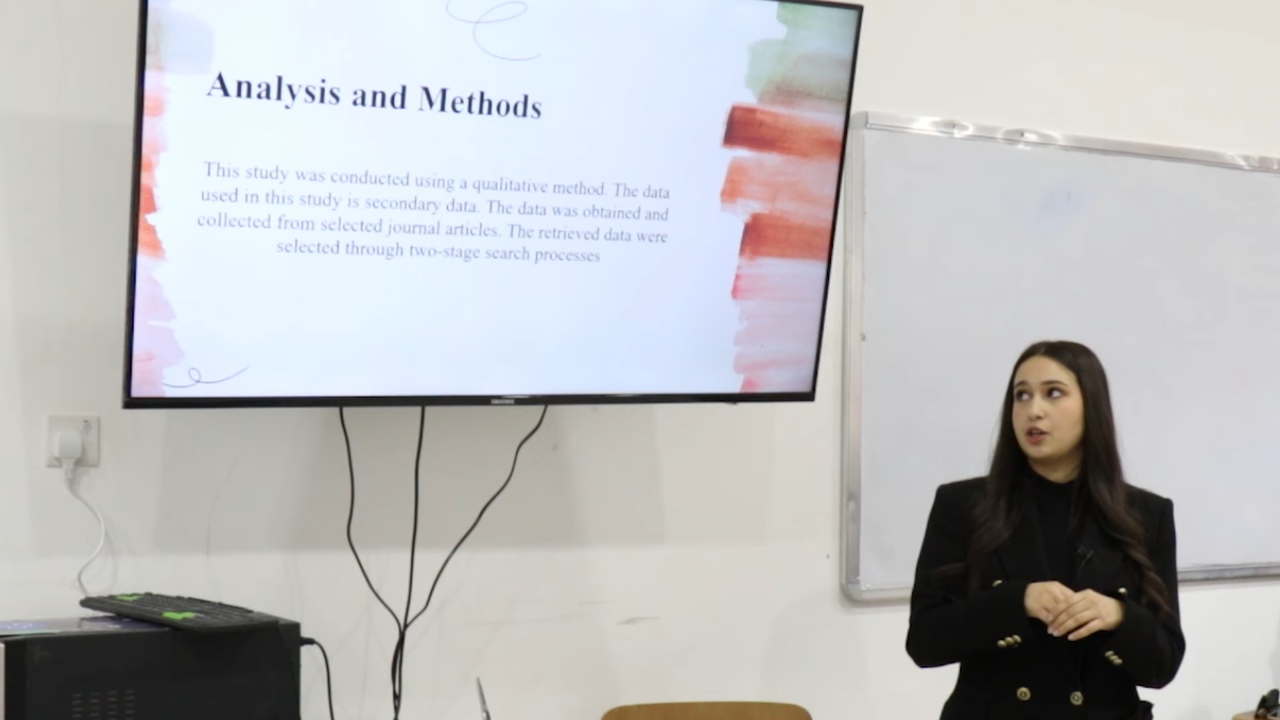 Analysis and Methods
This study was conducted using a qualitative method. The data
used in this study is secondary data. The data was obtained and
collected from selected journal articles. The retrieved data were
selected through two-stage search processes